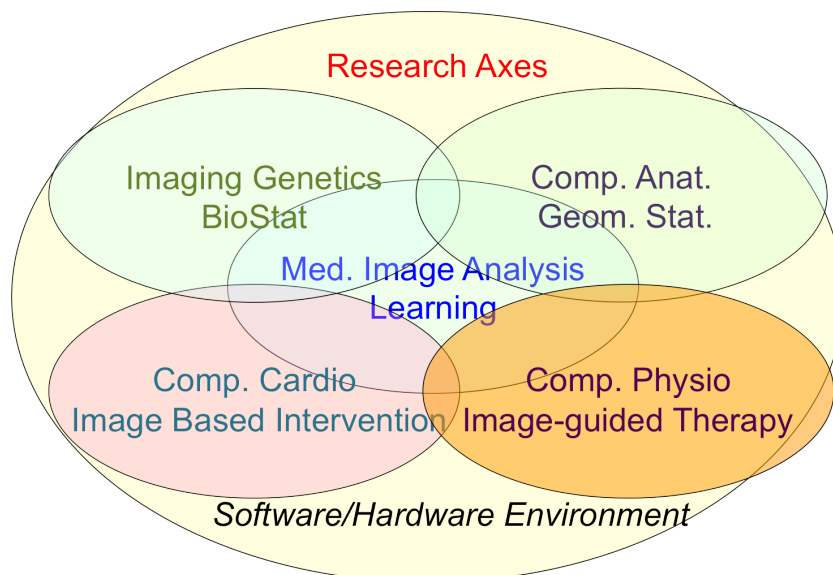 Research Axes
Imaging Genetics
BioStat
Comp. Anat.
Geom. Stat.
Med. Image Analysis
Learning
Comp. Cardio
Image Based Intervention
Comp. Physio
Image-guided Therapy
Software/Hardware Environment